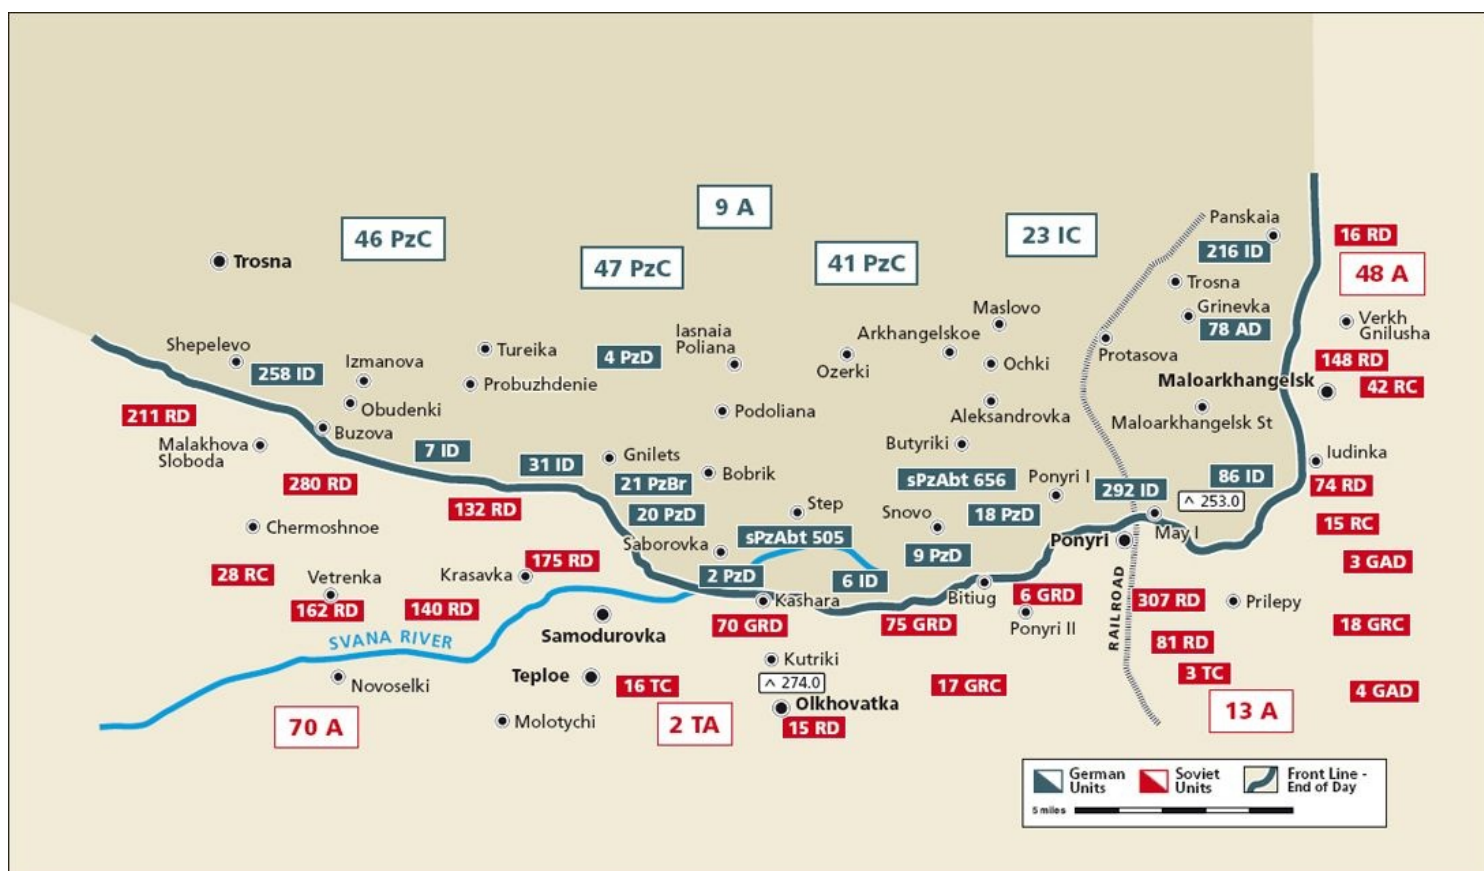 9 A
46 PzC
23 IC
Panskaia
16 RD
216 ID
Trosna
47 PzC
41 PzC
48 A
Trosna
Grinevka
Maslovo
Verkh
Gnilusha
78 AD
Iasnaia
Poliana
Arkhangelskoe
Shepelevo
Izmanova
Tureika
4 PzD
Ozerki
Ochki
Protasova
148 RD
258 ID
Probuzhdenie
Maloarkhangelsk
42 RC
211 RD
Obudenki
Podoliana
Aleksandrovka
Maloarkhangelsk St
Malakhova
Sloboda
Buzova
Butyriki
7 ID
31 ID
Gnilets
Iudinka
280 RD
21 PzBr
Bobrik
sPzAbt 656
Ponyri I
292 ID
86 ID
74 RD
^ 253.0
132 RD
20 PzD
Step
Snovo
18 PzD
Chermoshnoe
15 RC
May I
Saborovka
sPzAbt 505
Ponyri
9 PzD
175 RD
3 GAD
28 RC
Vetrenka
Krasavka
2 PzD
6 ID
162 RD
140 RD
Kashara
Bitiug
6 GRD
307 RD
Prilepy
RAILROAD
SVANA RIVER
Samodurovka
70 GRD
75 GRD
Ponyri II
18 GRC
81 RD
Kutriki
Novoselki
Teploe
16 TC
^ 274.0
17 GRC
3 TC
4 GAD
Olkhovatka
70 A
Molotychi
2 TA
15 RD
13 A
German
Units
Soviet
Units
Front Line -
End of Day
5 miles